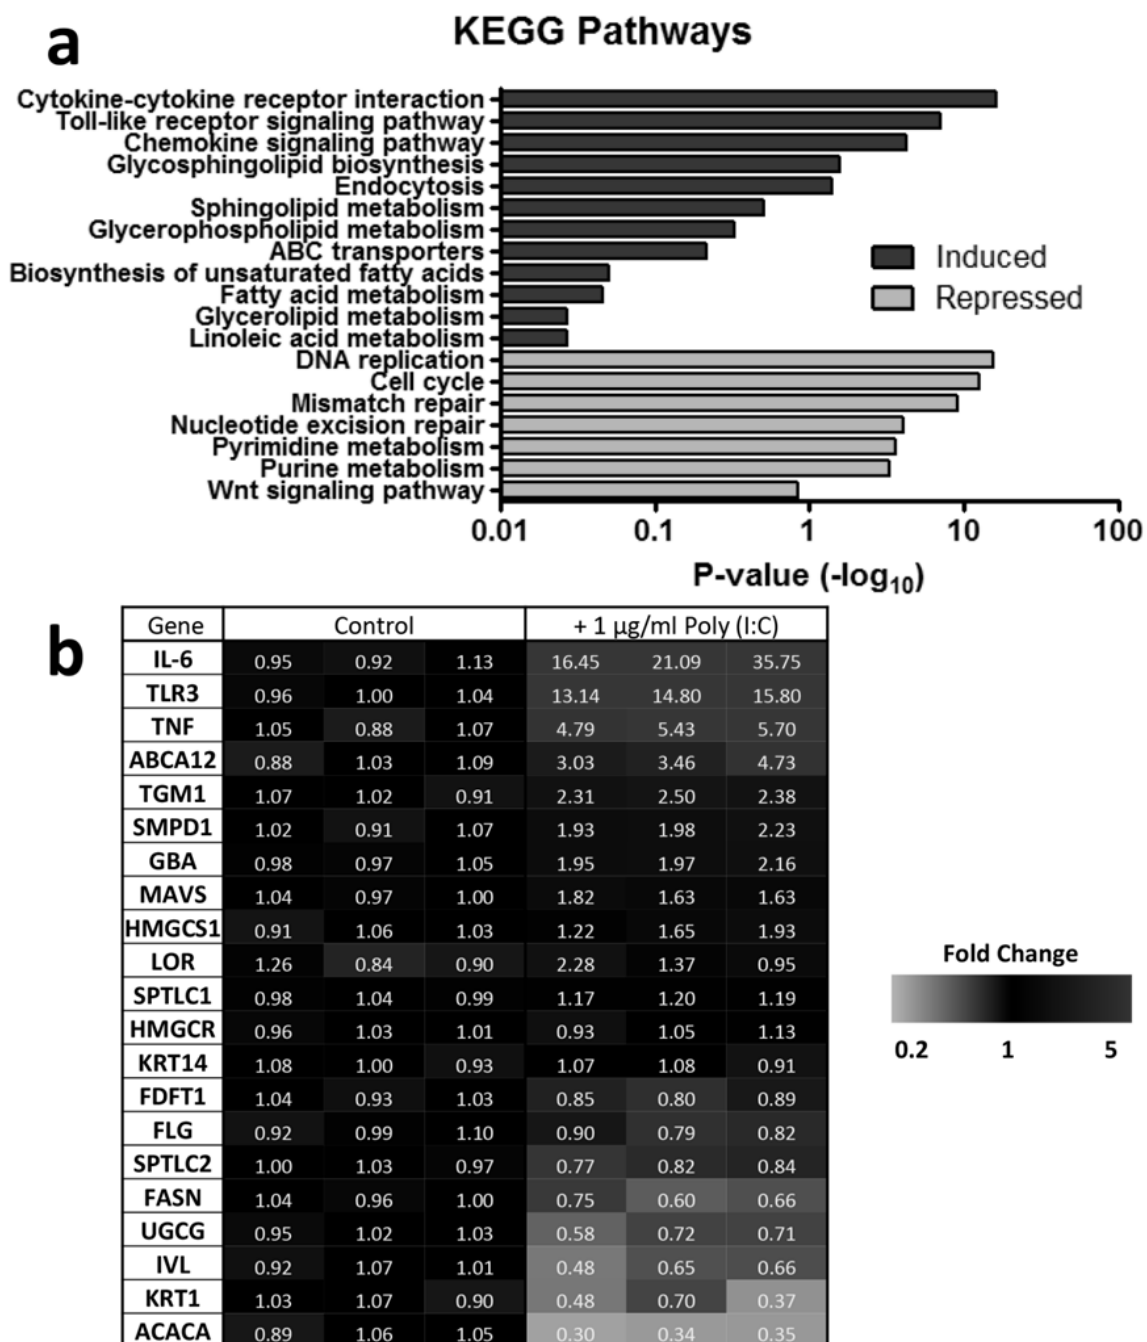 a
KEGG Pathways
Cytokine-cytokine receptor interaction
Toll-like receptor signaling pathway
Chemokine signaling pathway
Glycosphingolipid biosynthesis
Endocytosis
Sphingolipid metabolism
Glycerophospholipid metabolism
ABC transporters
Biosynthesis of unsaturated fatty acids
Fatty acid metabolism
Glycerolipid metabolism
Linoleic acid metabolism
DNA replication
Cell cycle
Mismatch repair
Nucleotide excision repair
Pyrimidine metabolism
Purine metabolism
Wnt signaling pathway
Induced
Repressed
0.01 0.1 1 10 100
P-value (-log₁₀)
b
Gene Control + 1 µg/ml Poly (I:C)
IL-6 0.95 0.92 1.13 16.45 21.09 35.75
TLR3 0.96 1.00 1.04 13.14 14.80 15.80
TNF 1.05 0.88 1.07 4.79 5.43 5.70
ABCA12 0.88 1.03 1.09 3.03 3.46 4.73
TGM1 1.07 1.02 0.91 2.31 2.50 2.38
SMPD1 1.02 0.91 1.07 1.93 1.98 2.23
GBA 0.98 0.97 1.05 1.95 1.97 2.16
MAVS 1.04 0.97 1.00 1.82 1.63 1.63
HMGCS1 0.91 1.06 1.03 1.22 1.65 1.93
LOR 1.26 0.84 0.90 2.28 1.37 0.95
SPTLC1 0.98 1.04 0.99 1.17 1.20 1.19
HMGCR 0.96 1.03 1.01 0.93 1.05 1.13
KRT14 1.08 1.00 0.93 1.07 1.08 0.91
FDFT1 1.04 0.93 1.03 0.85 0.80 0.89
FLG 0.92 0.99 1.10 0.90 0.79 0.82
SPTLC2 1.00 1.03 0.97 0.77 0.82 0.84
FASN 1.04 0.96 1.00 0.75 0.60 0.66
UGCG 0.95 1.02 1.03 0.58 0.72 0.71
IVL 0.92 1.07 1.01 0.48 0.65 0.66
KRT1 1.03 1.07 0.90 0.48 0.70 0.37
ACACA 0.89 1.06 1.05 0.30 0.34 0.35
Fold Change
0.2 1 5